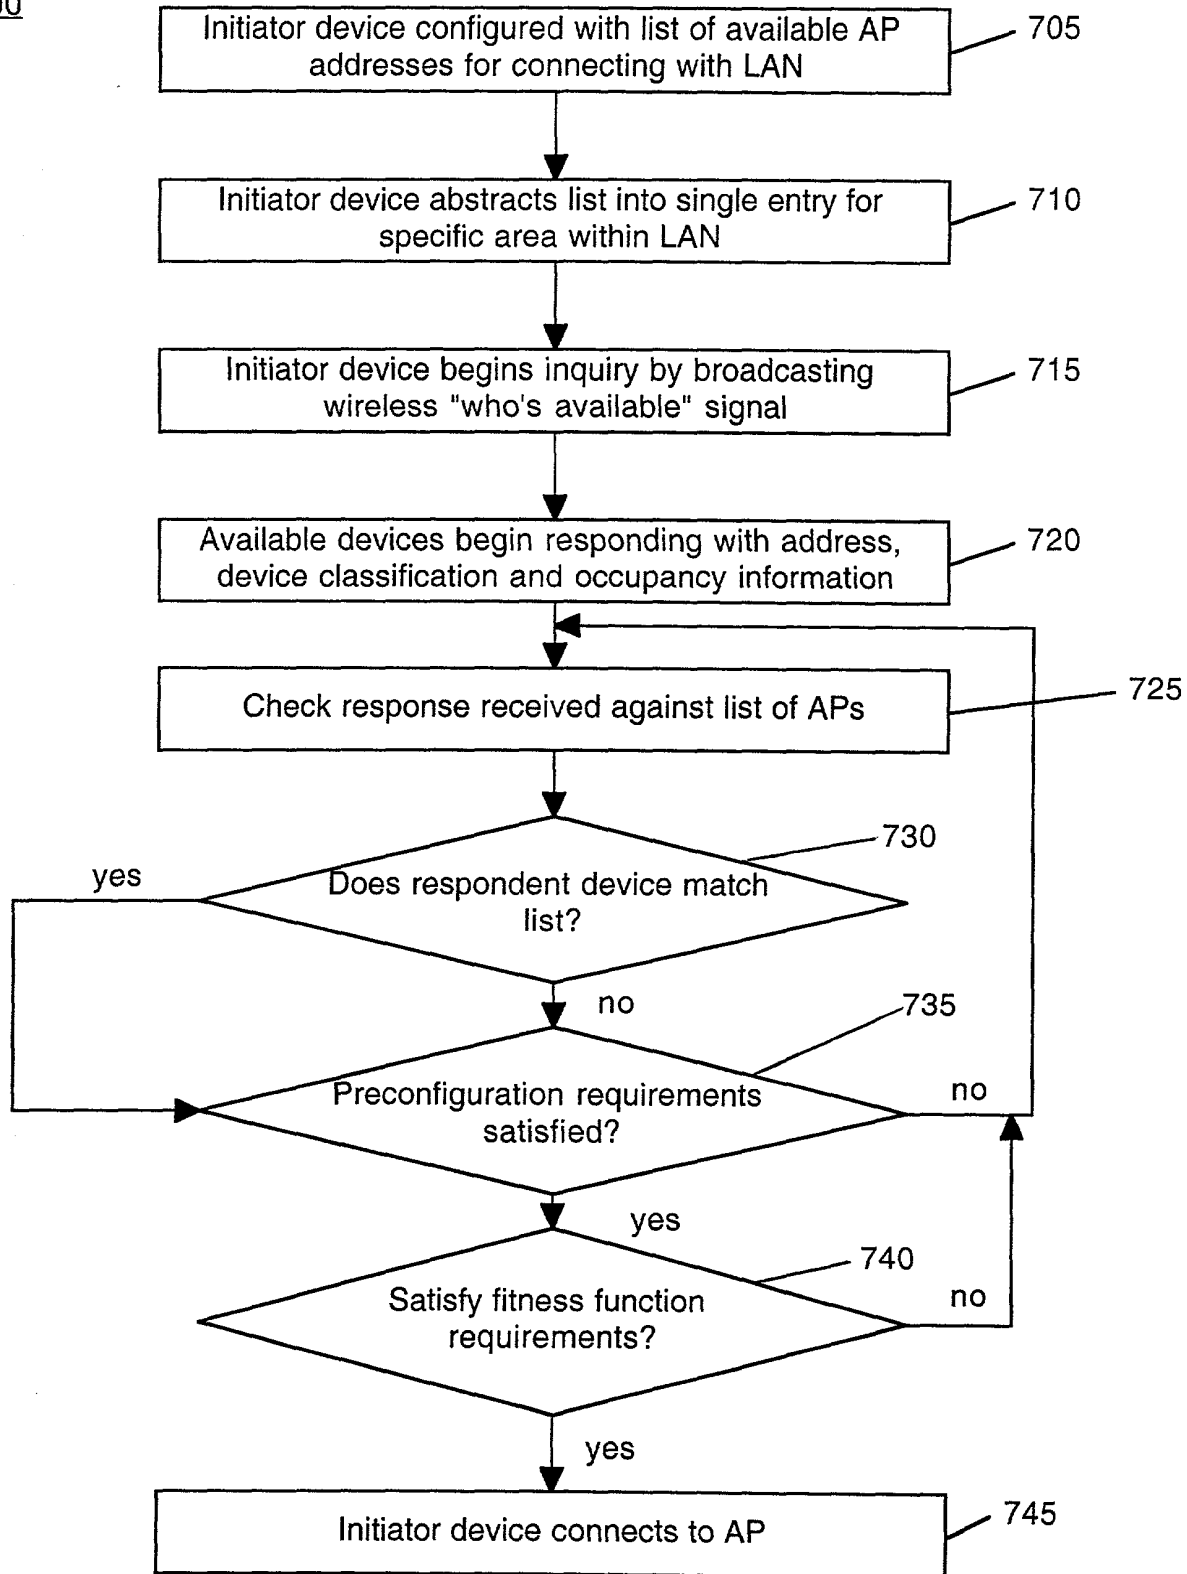 Initiator device configured with list of available AP
addresses for connecting with LAN
705
Initiator device abstracts list into single entry for
specific area within LAN
710
Initiator device begins inquiry by broadcasting
wireless "who's available" signal
715
Available devices begin responding with address,
device classification and occupancy information
720
Check response received against list of APs
725
730
yes
Does respondent device match
list?
no
735
Preconfiguration requirements
satisfied?
no
yes
740
Satisfy fitness function
requirements?
no
yes
Initiator device connects to AP
745